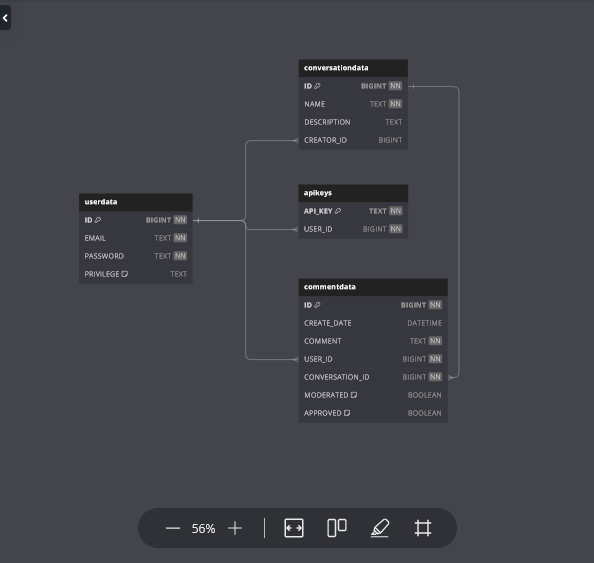 conversationdata
ID BIGINT NN
NAME TEXT NN
DESCRIPTION TEXT
CREATOR_ID BIGINT
userdata
ID BIGINT NN
EMAIL TEXT NN
PASSWORD TEXT NN
PRIVILEGE TEXT
apikeys
API_KEY TEXT NN
USER_ID BIGINT NN
commentdata
ID BIGINT NN
CREATE_DATE DATETIME
COMMENT TEXT NN
USER_ID BIGINT NN
CONVERSATION_ID BIGINT NN
MODERATED BOOLEAN
APPROVED BOOLEAN
56%